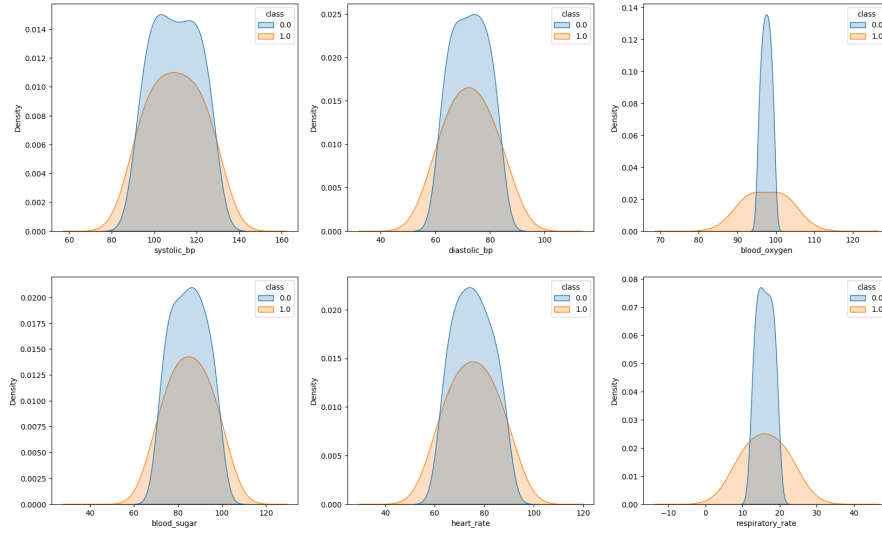 class
0.0
1.0
Density
0.014
0.012
0.010
0.008
0.006
0.004
0.002
0.000
60 80 100 120 140 160
systolic_bp
class
0.0
1.0
Density
0.025
0.020
0.015
0.010
0.005
0.000
40 60 80 100
diastolic_bp
class
0.0
1.0
Density
0.14
0.12
0.10
0.08
0.06
0.04
0.02
0.00
70 80 90 100 110 120
blood_oxygen
class
0.0
1.0
Density
0.0200
0.0175
0.0150
0.0125
0.0100
0.0075
0.0050
0.0025
0.0000
40 60 80 100 120
blood_sugar
class
0.0
1.0
Density
0.020
0.015
0.010
0.005
0.000
40 60 80 100 120
heart_rate
class
0.0
1.0
Density
0.08
0.07
0.06
0.05
0.04
0.03
0.02
0.01
0.00
−10 0 10 20 30 40
respiratory_rate